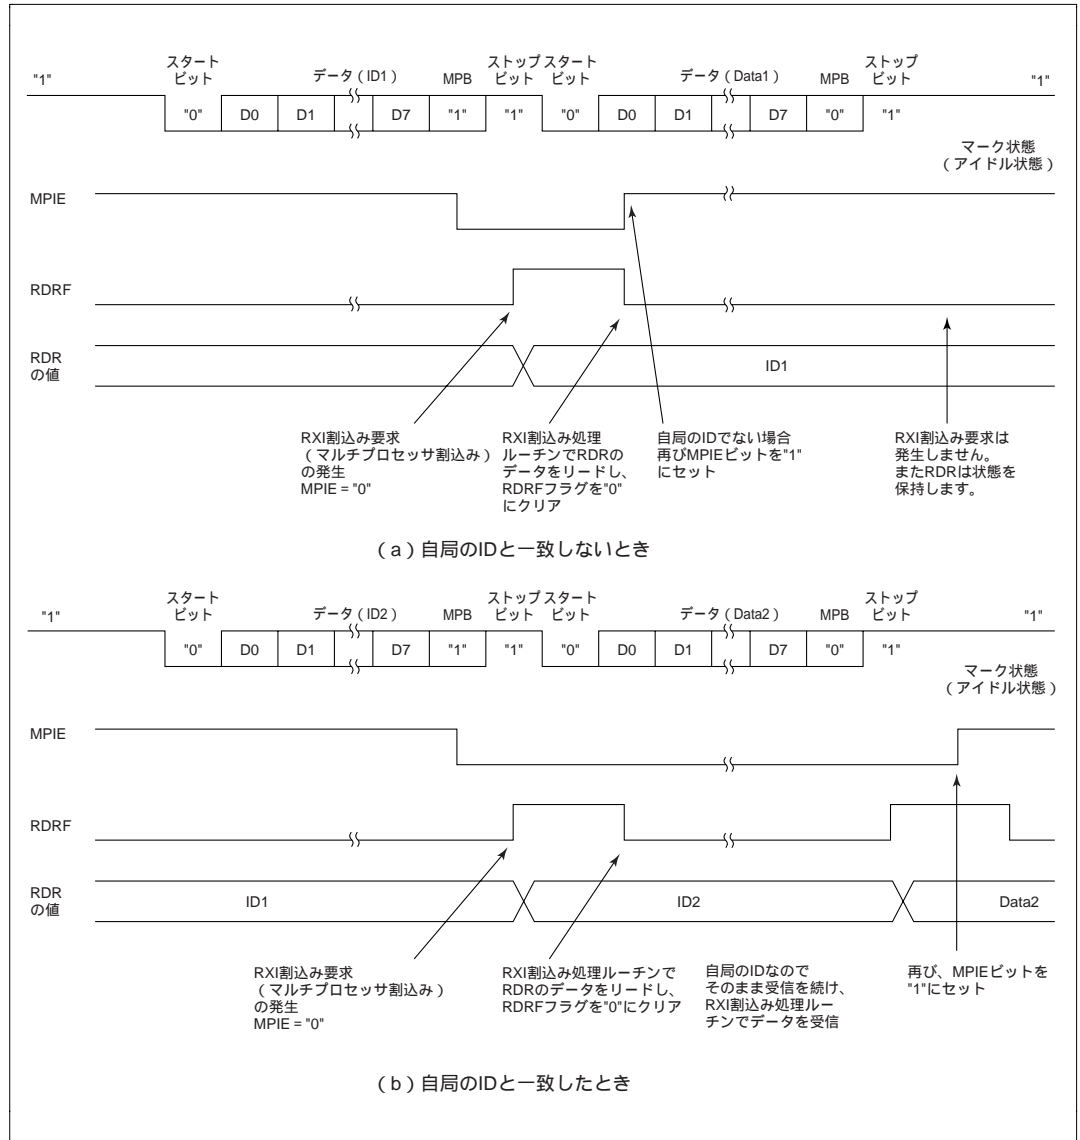 スタート ストップ スタート ストップ
"1" ビット データ（ID1） MPB ビット ビット データ（Data1） MPB ビット "1"
"0" D0 D1 D7 "1" "1" "0" D0 D1 D7 "0" "1"
マーク状態
（アイドル状態）
MPIE
RDRF
RDR
の値
ID1
RXI割込み要求
（マルチプロセッサ割込み）
の発生
MPIE = "0"
RXI割込み処理
ルーチンでRDRの
データをリードし、
RDRFフラグを"0"
にクリア
自局のIDでない場合
再びMPIEビットを"1"
にセット
RXI割込み要求は
発生しません。
またRDRは状態を
保持します。
（a）自局のIDと一致しないとき
スタート ストップ スタート ストップ
"1" ビット データ（ID2） MPB ビット ビット データ（Data2） MPB ビット "1"
"0" D0 D1 D7 "1" "1" "0" D0 D1 D7 "0" "1"
マーク状態
（アイドル状態）
MPIE
RDRF
RDR
の値
ID1 ID2 Data2
RXI割込み要求
（マルチプロセッサ割込み）
の発生
MPIE = "0"
RXI割込み処理ルーチンで
RDRのデータをリードし、
RDRFフラグを"0"にクリア
自局のIDなので
そのまま受信を続け、
RXI割込み処理ルー
チンでデータを受信
再び、MPIEビットを
"1"にセット
（b）自局のIDと一致したとき